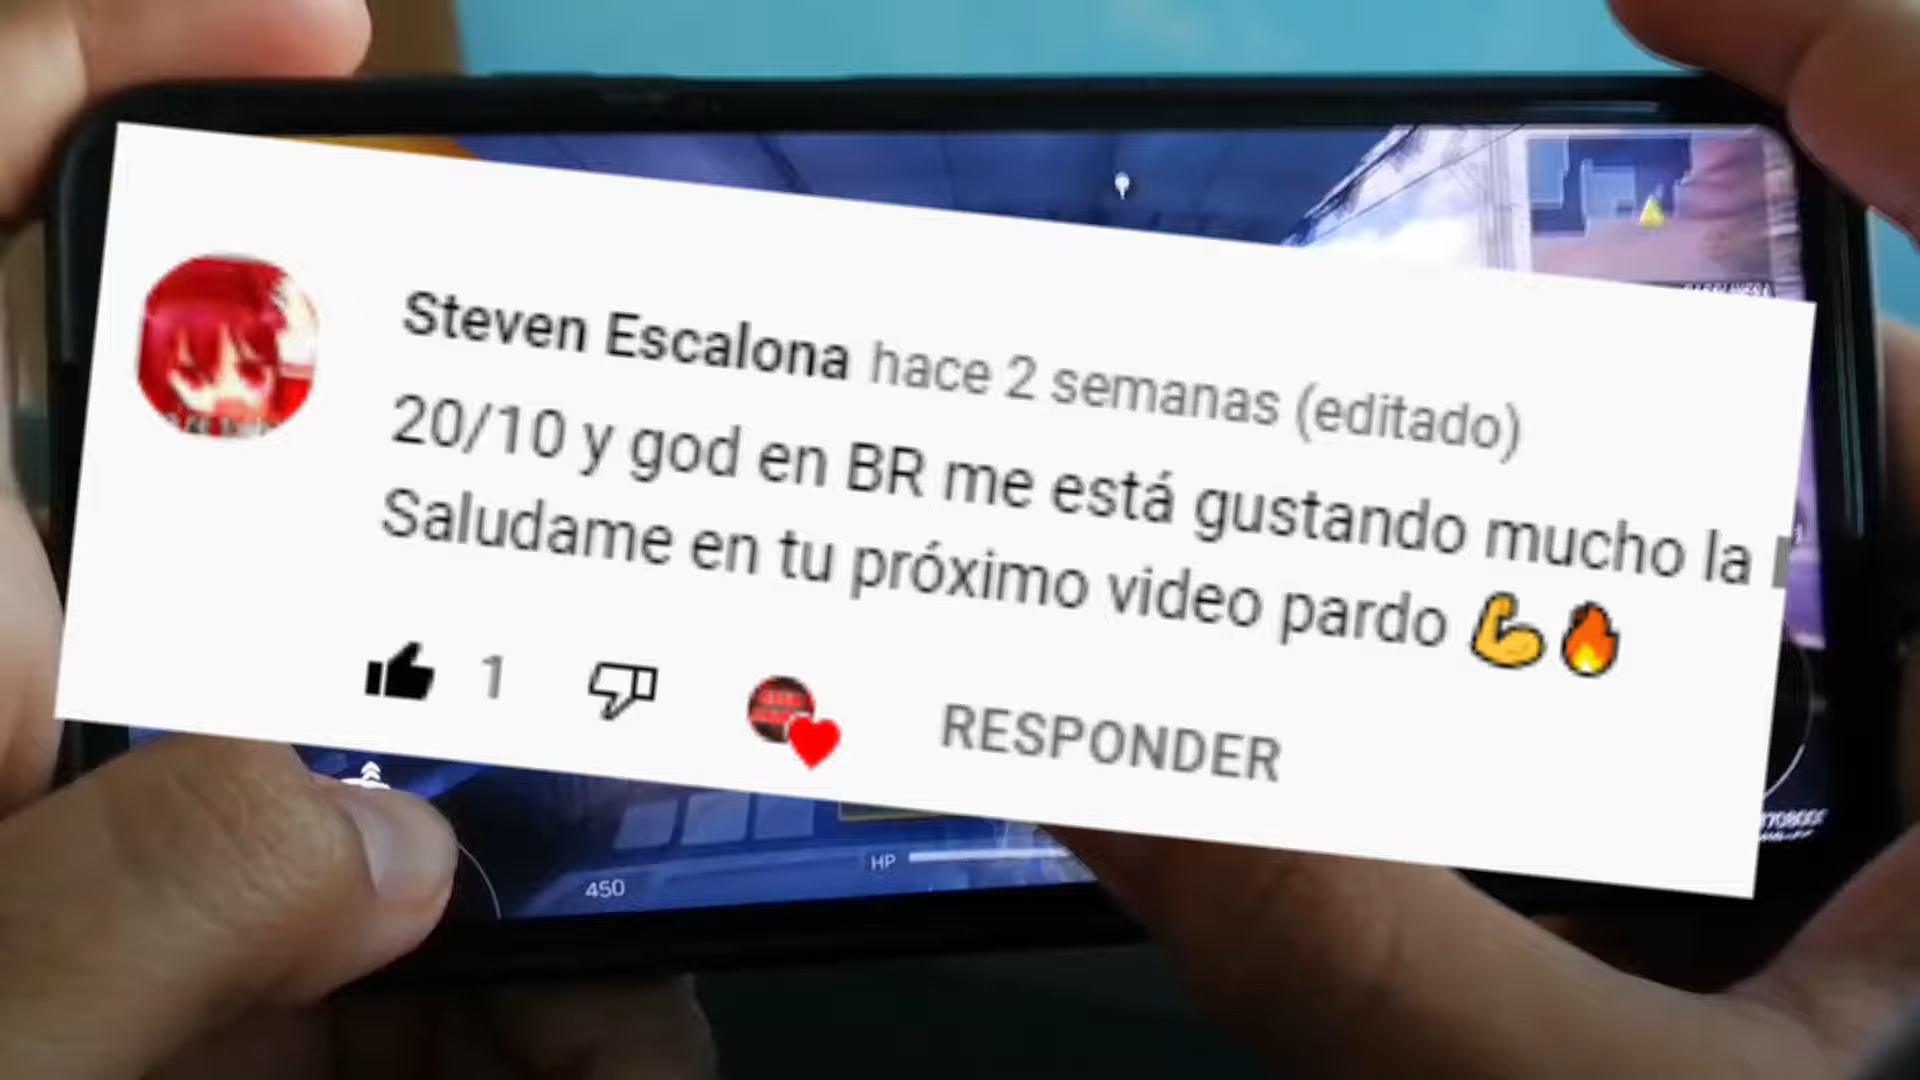 Steven Escalona hace 2 semanas (editado)
20/10 y god en BR me está gustando mucho la
Saludame en tu próximo video pardo 💪🔥
1
RESPONDER
HP
450